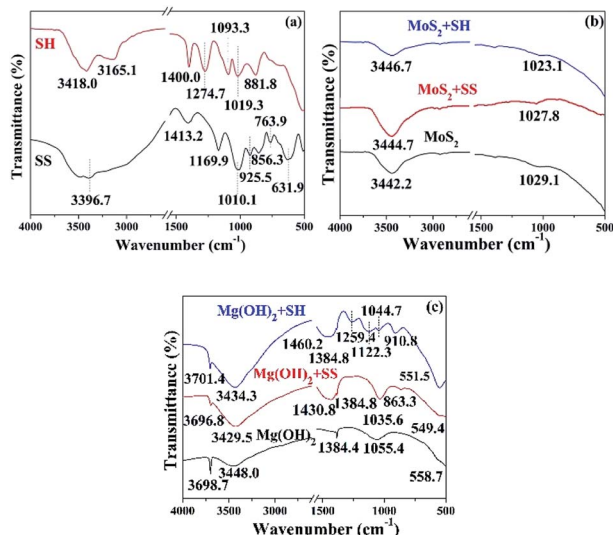 (a)
SH
1093.3
3418.0
3165.1
1400.0
1274.7
1019.3
881.8
763.9
1413.2
SS
1169.9
856.3
925.5
3396.7
1010.1
631.9
Transmittance (%)
4000 3500 3000 1500 1000 500
Wavenumber (cm⁻¹)
(b)
MoS₂+SH
3446.7
1023.1
MoS₂+SS
1027.8
3444.7
MoS₂
3442.2
1029.1
Transmittance (%)
4000 3500 3000 1500 1000 500
Wavenumber (cm⁻¹)
(c)
Mg(OH)₂+SH
1044.7
1460.2
1259.4
1384.8
1122.3
910.8
3701.4
3434.3
551.5
Mg(OH)₂+SS
3696.8
1430.8
1384.8
863.3
1035.6
3429.5
549.4
Mg(OH)₂
1384.4
1055.4
3448.0
3698.7
558.7
Transmittance (%)
4000 3500 3000 1500 1000 500
Wavenumber (cm⁻¹)